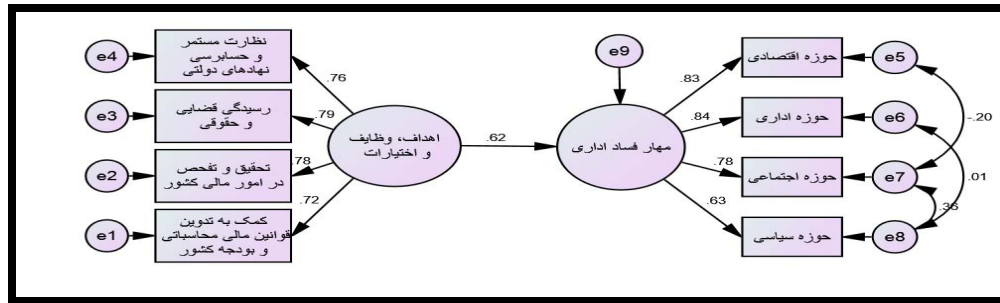 e4
نظارت مستمر
و حسابرسی
نهادهای دولتی
.76
e3
رسیدگی قضایی
و حقوقی
.79
e2
تحقیق و تفحص
در امور مالی کشور
.78
e1
کمک به تدوین
قوانین مالی محاسباتی
و بودجه کشور
.72
اهداف، وظایف
و اختیارات
.62
e9
مهار فساد اداری
.83
حوزه اقتصادی
e5
.84
حوزه اداری
e6
.78
حوزه اجتماعی
e7
.63
حوزه سیاسی
e8
-.20
.01
.36